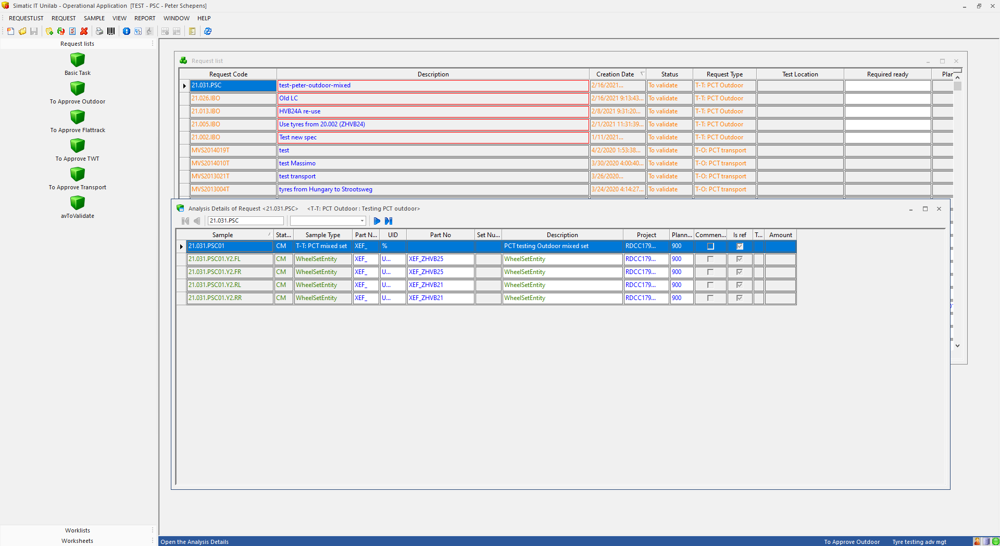 Simatic IT Unilab - Operational Application  [TEST - PSC - Peter Schepens]
REQUESTLIST REQUEST SAMPLE VIEW REPORT WINDOW HELP
Request lists
Basic Task
To Approve Outdoor
To Approve Flattrack
To Approve TWT
To Approve Transport
avToValidate
Worklists
Worksheets
Request list
Request Code Description Creation Date Status Request Type Test Location Required ready Plan
21.031.PSC test-peter-outdoor-mixed 2/16/2021... To validate T-T: PCT Outdoor
21.026.IBO Old LC 2/16/2021 9:13:43... To validate T-T: PCT Outdoor
21.013.IBO HVB24A re-use 2/8/2021 9:31:20... To validate T-T: PCT Outdoor
21.005.IBO Use tyres from 20.002 (ZHVB24) 2/1/2021 11:31:39... To validate T-T: PCT Outdoor
21.002.IBO Test new spec 1/11/2021... To validate T-T: PCT Outdoor
MVS2014019T test 4/2/2020 1:53:38... To validate T-O: PCT transport
MVS2014010T test Massimo 3/30/2020 4:00:40... To validate T-O: PCT transport
MVS2013021T test transport 3/26/2020... To validate T-O: PCT transport
MVS2013004T tyres from Hungary to Strootsweg 3/24/2020 4:14:27... To validate T-O: PCT transport
Analysis Details of Request <21.031.PSC> <T-T: PCT Outdoor : Testing PCT outdoor>
21.031.PSC
Sample Stat... Sample Type Part N... UID Part No Set Nu... Description Project Plann... Commen... Is ref T... Amount
21.031.PSC01 CM T-T: PCT mixed set XEF_ % PCT testing Outdoor mixed set RDCC179... 900
21.031.PSC01.Y2.FL CM WheelSetEntity XEF_ U... XEF_ZHVB25 WheelSetEntity RDCC179... 900
21.031.PSC01.Y2.FR CM WheelSetEntity XEF_ U... XEF_ZHVB25 WheelSetEntity RDCC179... 900
21.031.PSC01.Y2.RL CM WheelSetEntity XEF_ U... XEF_ZHVB21 WheelSetEntity RDCC179... 900
21.031.PSC01.Y2.RR CM WheelSetEntity XEF_ U... XEF_ZHVB21 WheelSetEntity RDCC179... 900
Open the Analysis Details To Approve Outdoor Tyre testing adv mgt